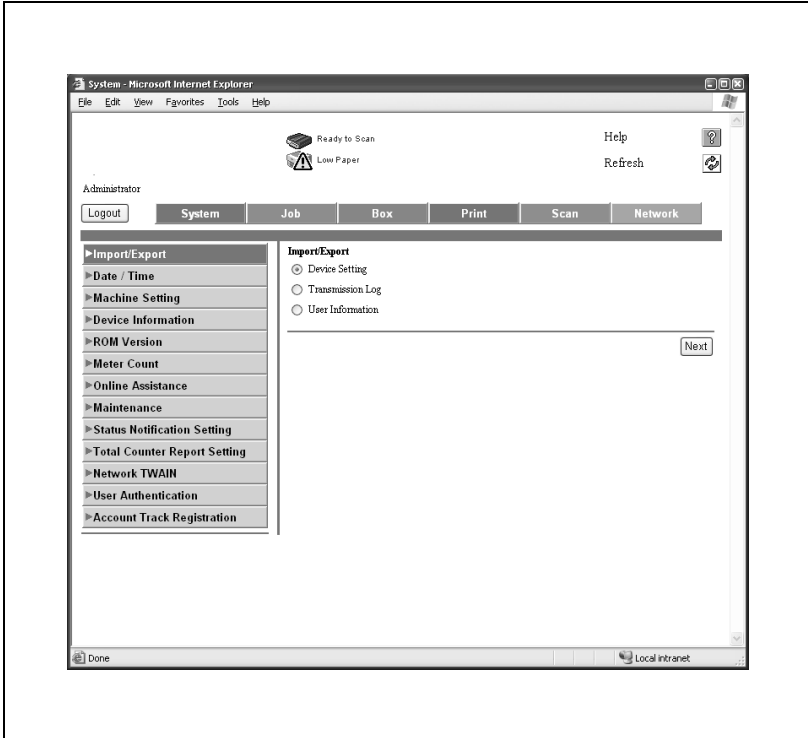 System - Microsoft Internet Explorer
File Edit View Favorites Tools Help
Ready to Scan
Help
Low Paper
Refresh
Administrator
Logout System Job Box Print Scan Network
Import/Export
Date / Time
Machine Setting
Device Information
ROM Version
Meter Count
Online Assistance
Maintenance
Status Notification Setting
Total Counter Report Setting
Network TWAIN
User Authentication
Account Track Registration
Import/Export
Device Setting
Transmission Log
User Information
Next
Done
Local intranet